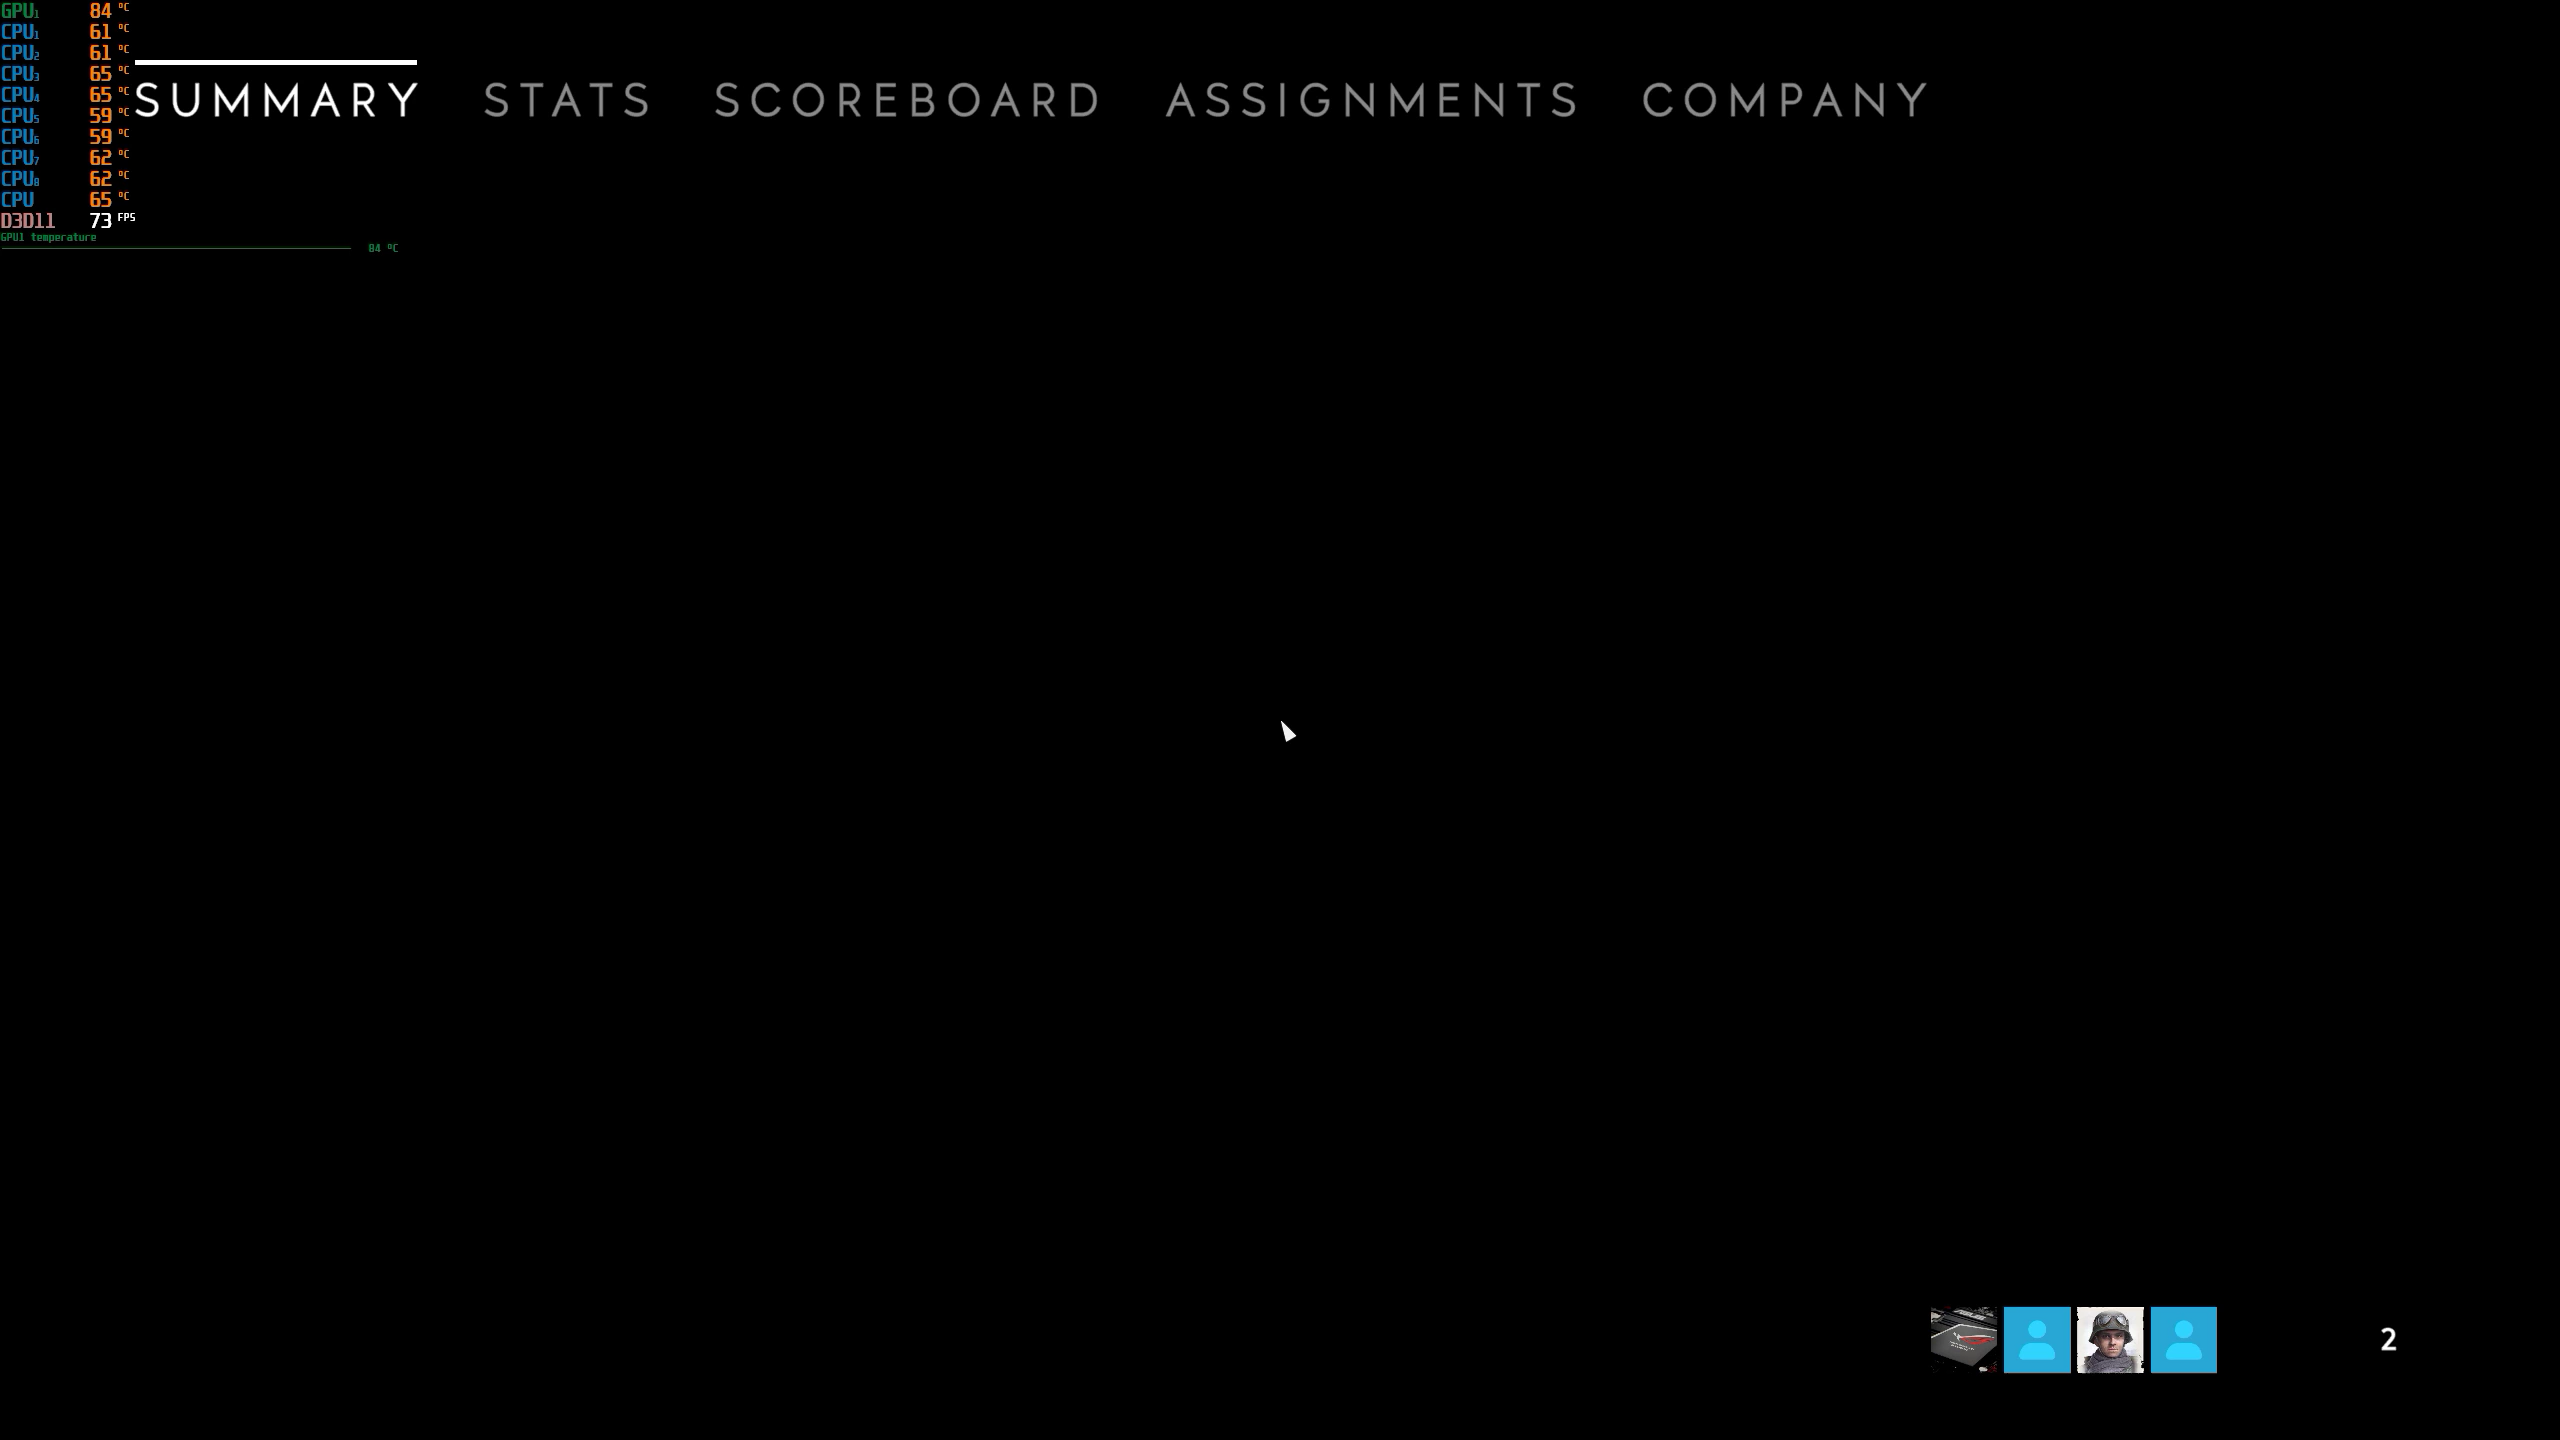 GPU1 84 °C
CPU1 61 °C
CPU2 61 °C
CPU3 65 °C
CPU4 65 °C
CPU5 59 °C
CPU6 59 °C
CPU7 62 °C
CPU8 62 °C
CPU 65 °C
D3D11 73 FPS
GPU1 temperature
84 °C
SUMMARY STATS SCOREBOARD ASSIGNMENTS COMPANY
2